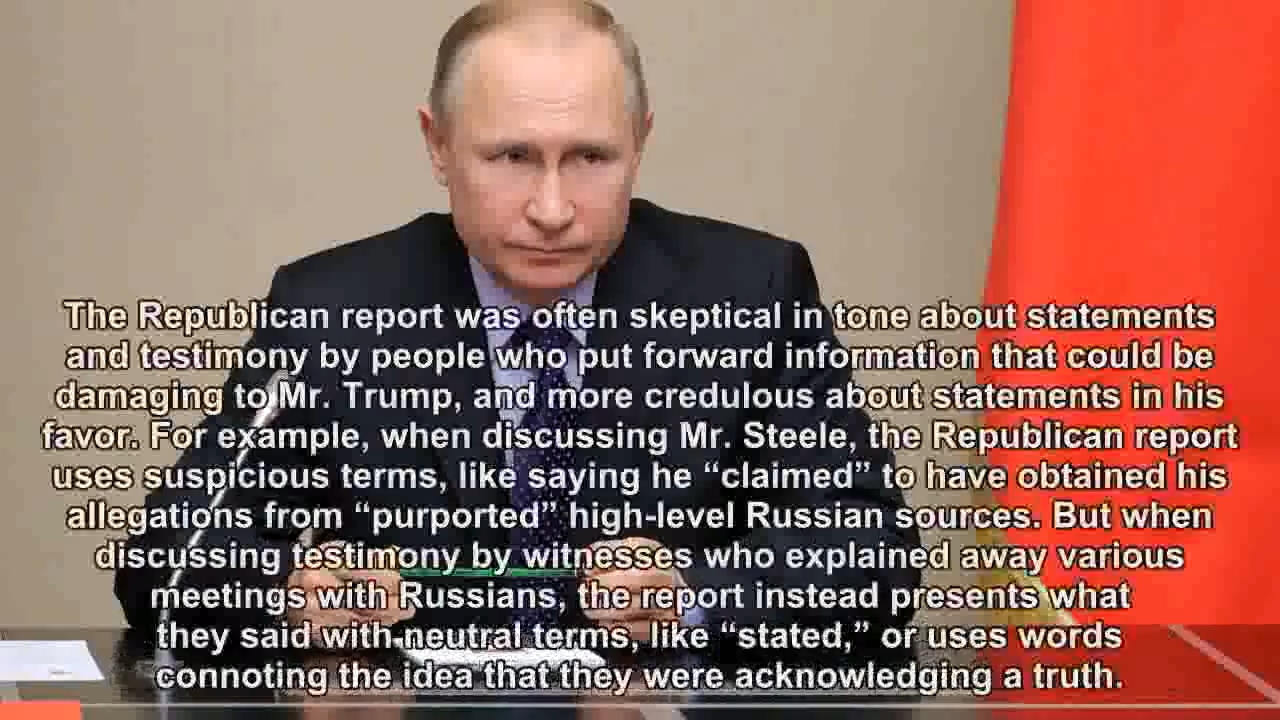 The Republican report was often skeptical in tone about statements
and testimony by people who put forward information that could be
damaging to Mr. Trump, and more credulous about statements in his
favor. For example, when discussing Mr. Steele, the Republican report
uses suspicious terms, like saying he “claimed” to have obtained his
allegations from “purported” high-level Russian sources. But when
discussing testimony by witnesses who explained away various
meetings with Russians, the report instead presents what
they said with neutral terms, like “stated,” or uses words
connoting the idea that they were acknowledging a truth.